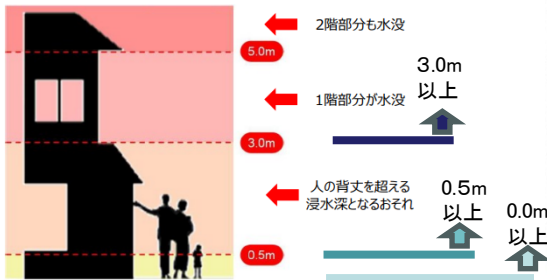 2階部分も水没
5.0m
1階部分が水没
3.0m
以上
3.0m
人の背丈を超える
浸水深となるおそれ
0.5m
以上
0.0m
以上
0.5m